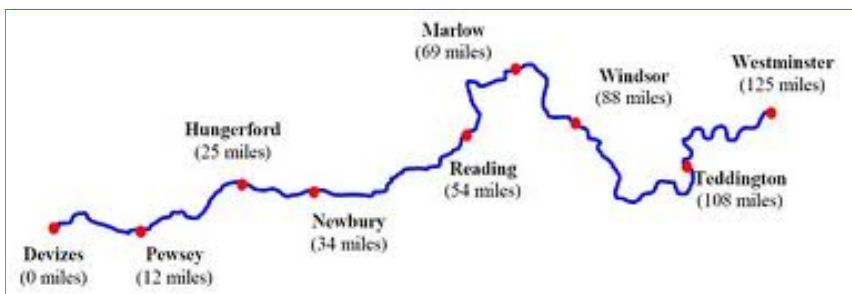 Marlow
(69 miles)
Westminster
(125 miles)
Windsor
(88 miles)
Hungerford
(25 miles)
Reading
(54 miles)
Teddington
(108 miles)
Newbury
(34 miles)
Devizes
(0 miles)
Pewsey
(12 miles)